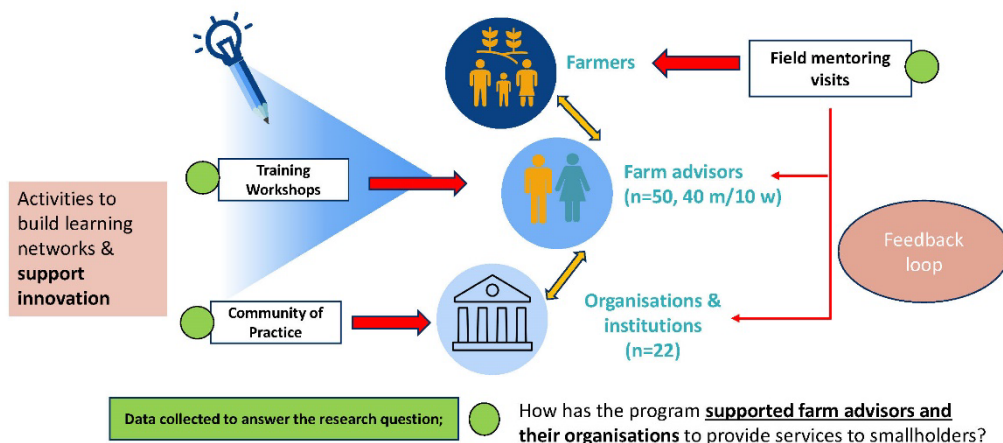 Farmers
Field mentoring
visits
Training
Workshops
Farm advisors
(n=50, 40 m/10 w)
Activities to
build learning
networks &
support
innovation
Feedback
loop
Community of
Practice
Organisations &
institutions
(n=22)
Data collected to answer the research question;
How has the program supported farm advisors and
their organisations to provide services to smallholders?